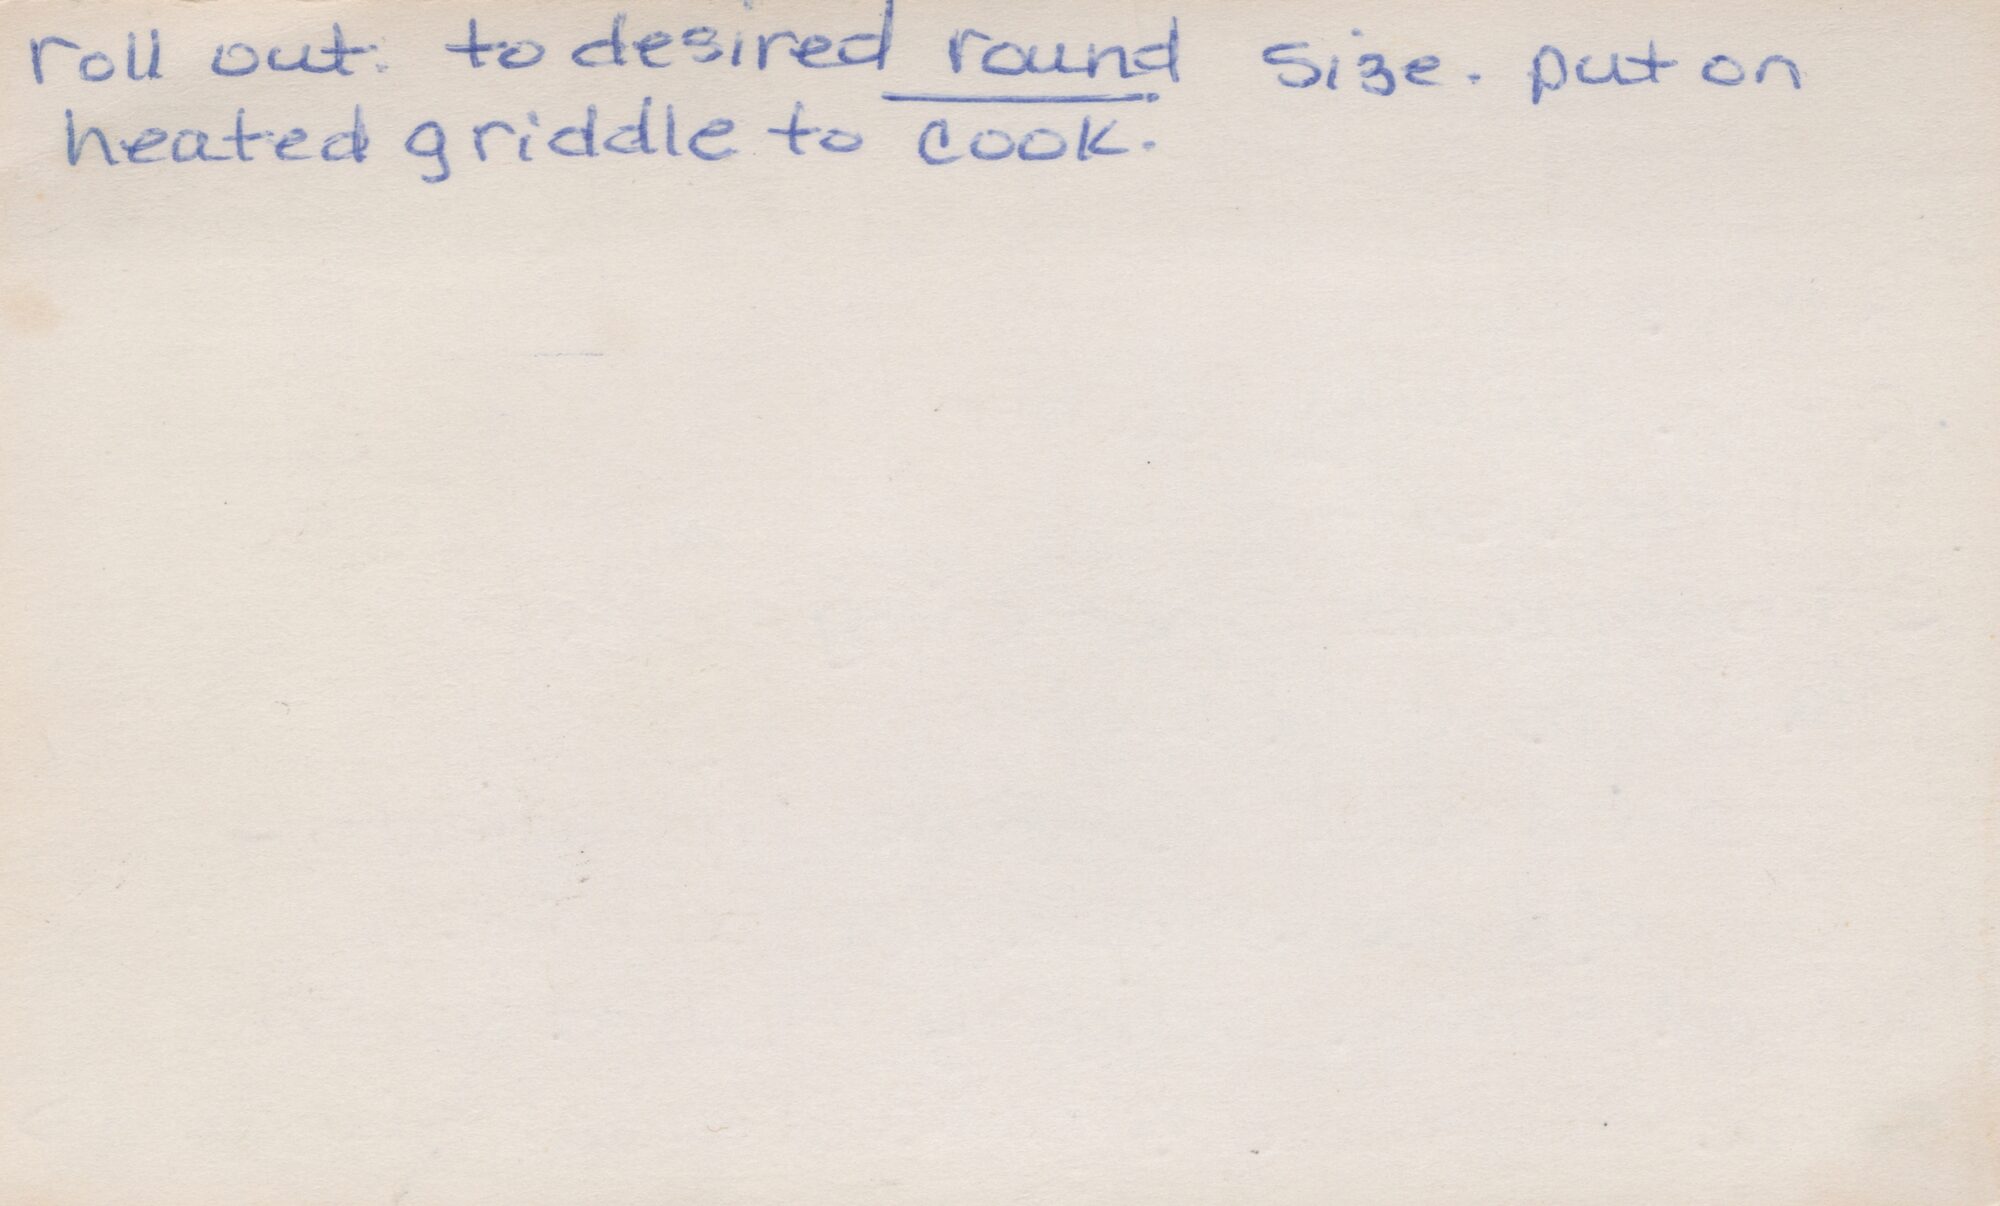 roll out. to desired round size. put on
heated griddle to cook.